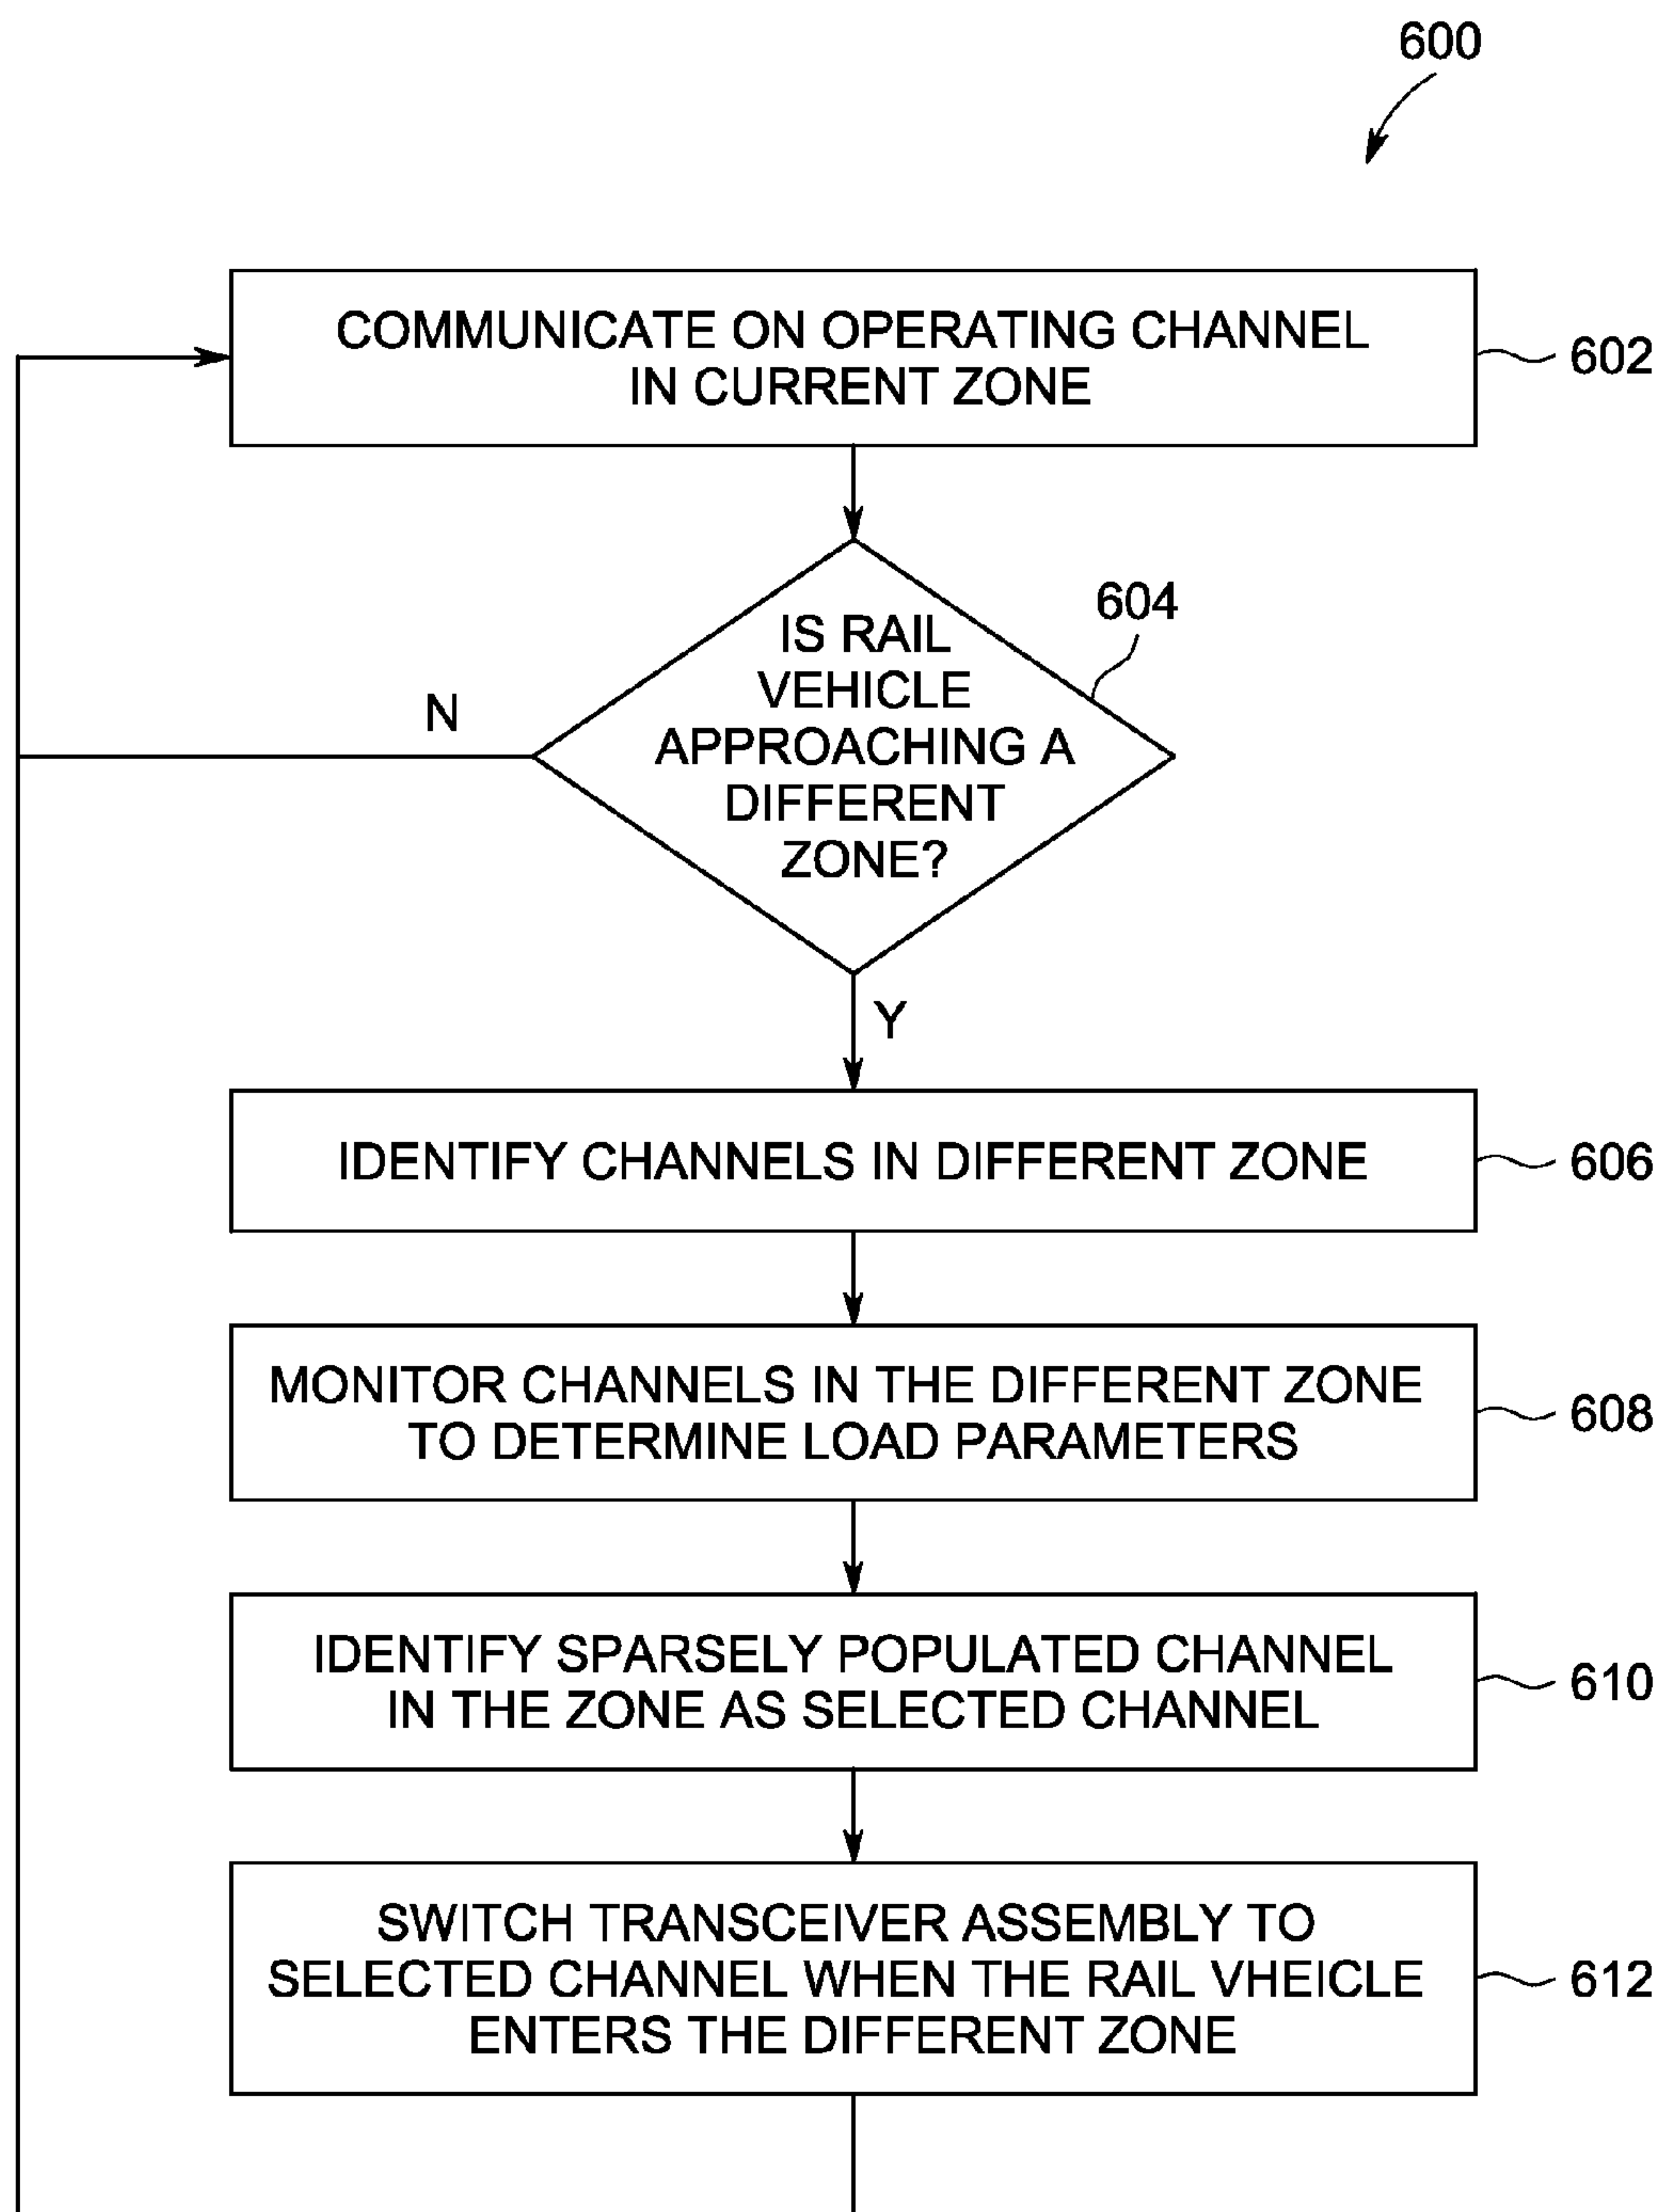 600
COMMUNICATE ON OPERATING CHANNEL
IN CURRENT ZONE
602
604
IS RAIL
VEHICLE
APPROACHING A
DIFFERENT
ZONE?
N
Y
IDENTIFY CHANNELS IN DIFFERENT ZONE
606
MONITOR CHANNELS IN THE DIFFERENT ZONE
TO DETERMINE LOAD PARAMETERS
608
IDENTIFY SPARSELY POPULATED CHANNEL
IN THE ZONE AS SELECTED CHANNEL
610
SWITCH TRANSCEIVER ASSEMBLY TO
SELECTED CHANNEL WHEN THE RAIL VHEICLE
ENTERS THE DIFFERENT ZONE
612